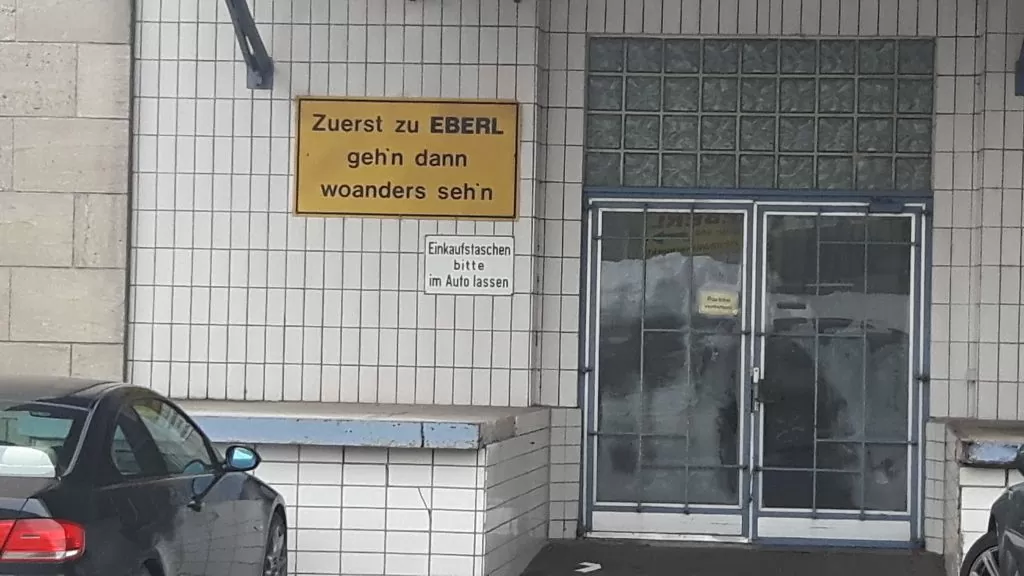 Zuerst zu EBERL
geh'n dann
woanders seh'n
Einkaufstaschen
bitte
im Auto lassen